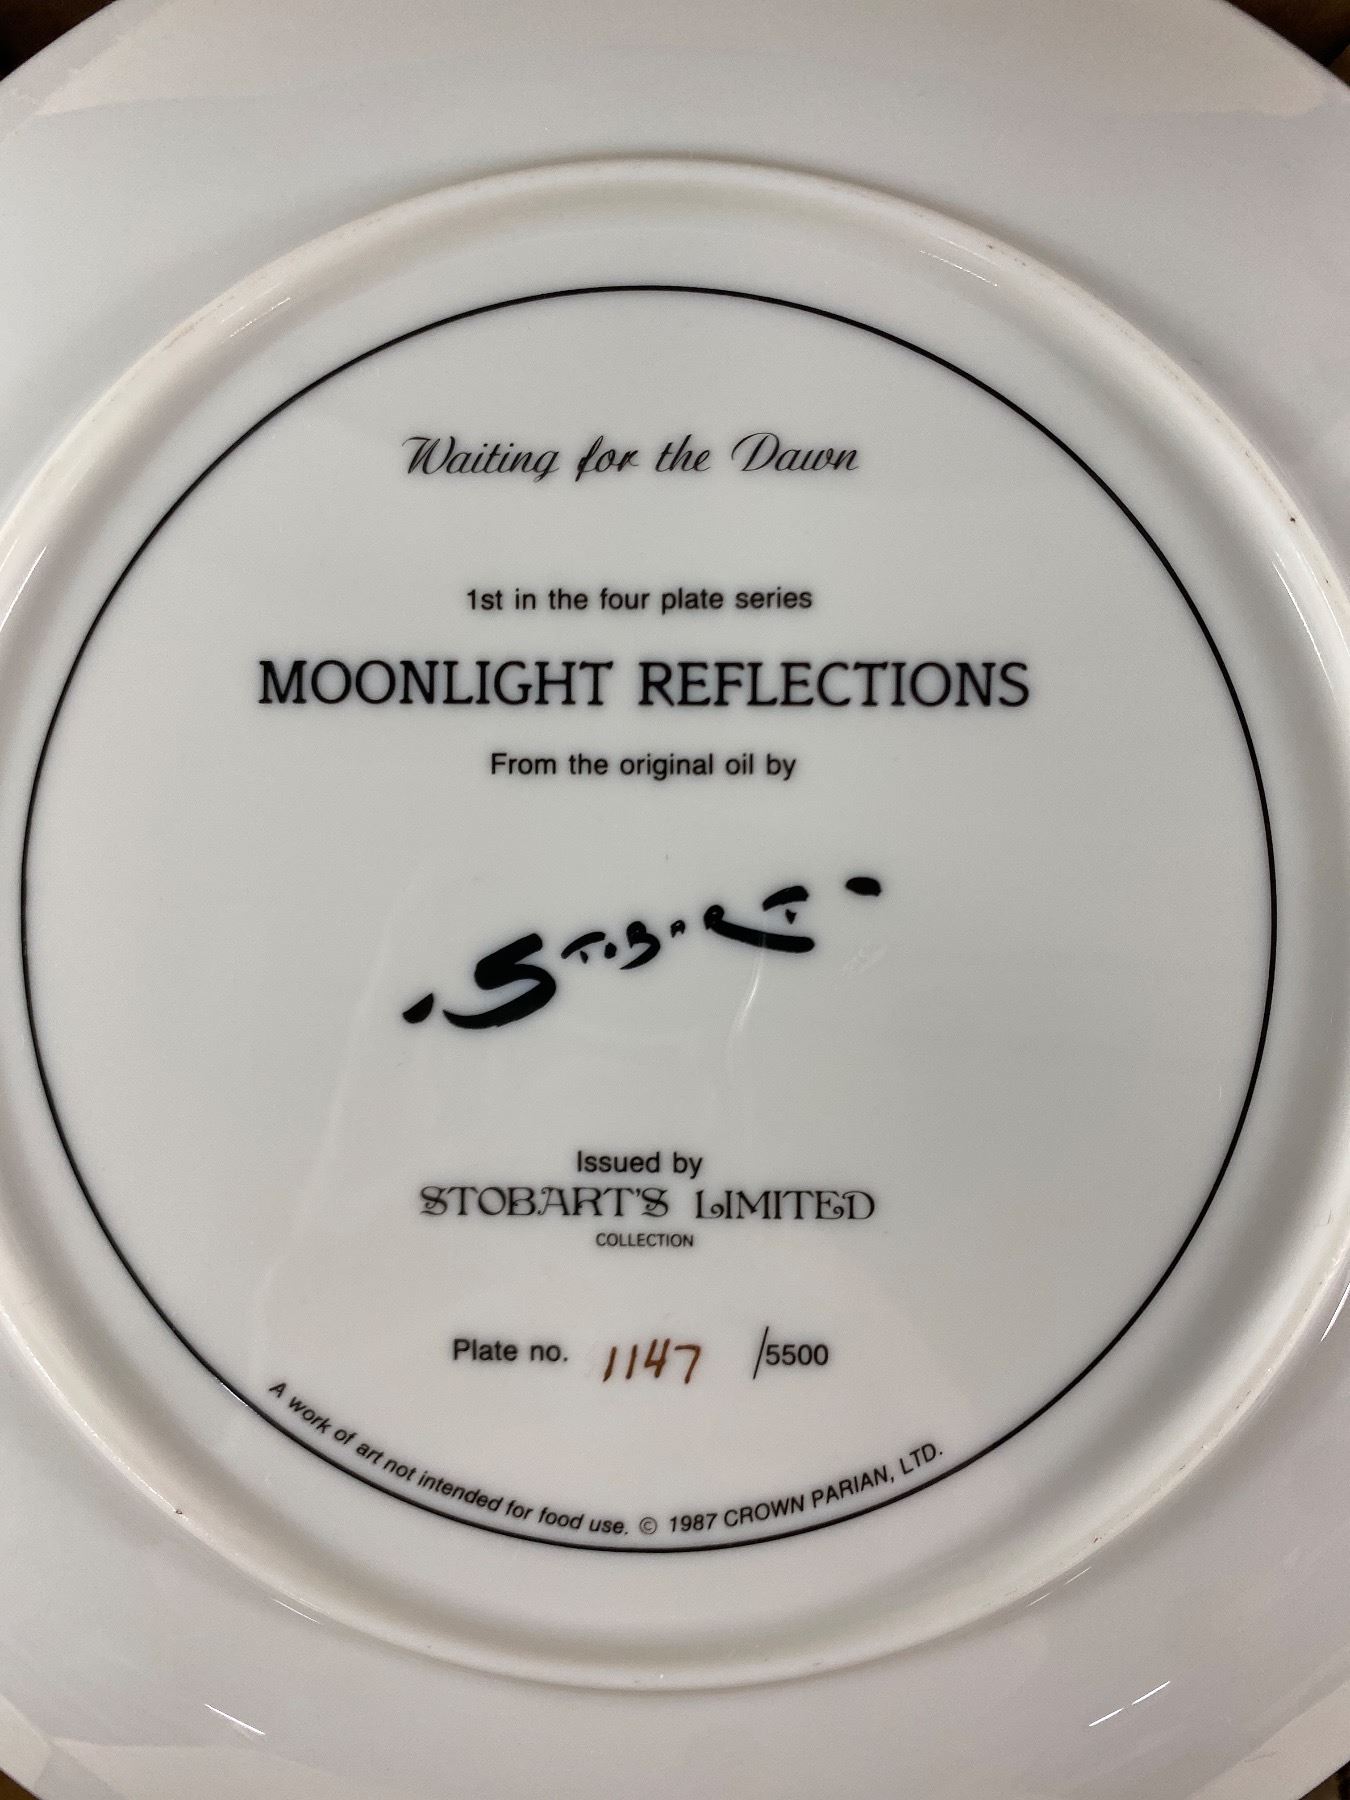 Waiting for the Dawn
1st in the four plate series
MOONLIGHT REFLECTIONS
From the original oil by
STOBART
Issued by
STOBART'S LIMITED
COLLECTION
Plate no. 1147 /5500
A work of art not intended for food use. © 1987 CROWN PARIAN, LTD.